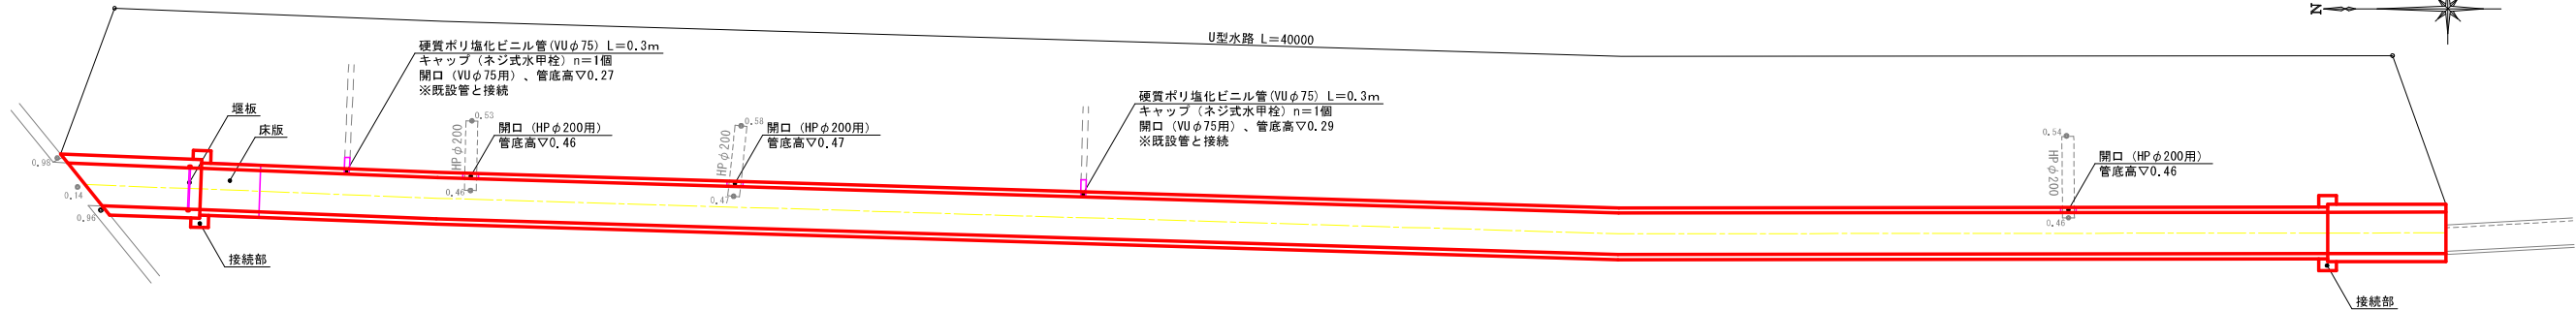 N
U型水路 L=40000
硬質ポリ塩化ビニル管(VUφ75) L=0.3m
キャップ（ネジ式水甲栓）n=1個
開口（VUφ75用）、管底高▽0.27
※既設管と接続
堰板
床版
0.53
HPφ200
開口（HPφ200用）
管底高▽0.46
0.46
0.58
HPφ200
開口（HPφ200用）
管底高▽0.47
0.47
硬質ポリ塩化ビニル管(VUφ75) L=0.3m
キャップ（ネジ式水甲栓）n=1個
開口（VUφ75用）、管底高▽0.29
※既設管と接続
0.54
HPφ200
開口（HPφ200用）
管底高▽0.46
0.46
0.98
0.14
0.96
接続部
接続部